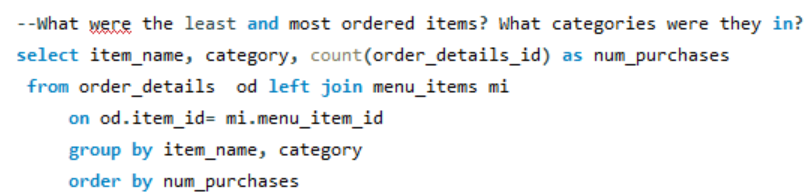 --What were the least and most ordered items? What categories were they in?
select item_name, category, count(order_details_id) as num_purchases
from order_details  od left join menu_items mi
on od.item_id= mi.menu_item_id
group by item_name, category
order by num_purchases